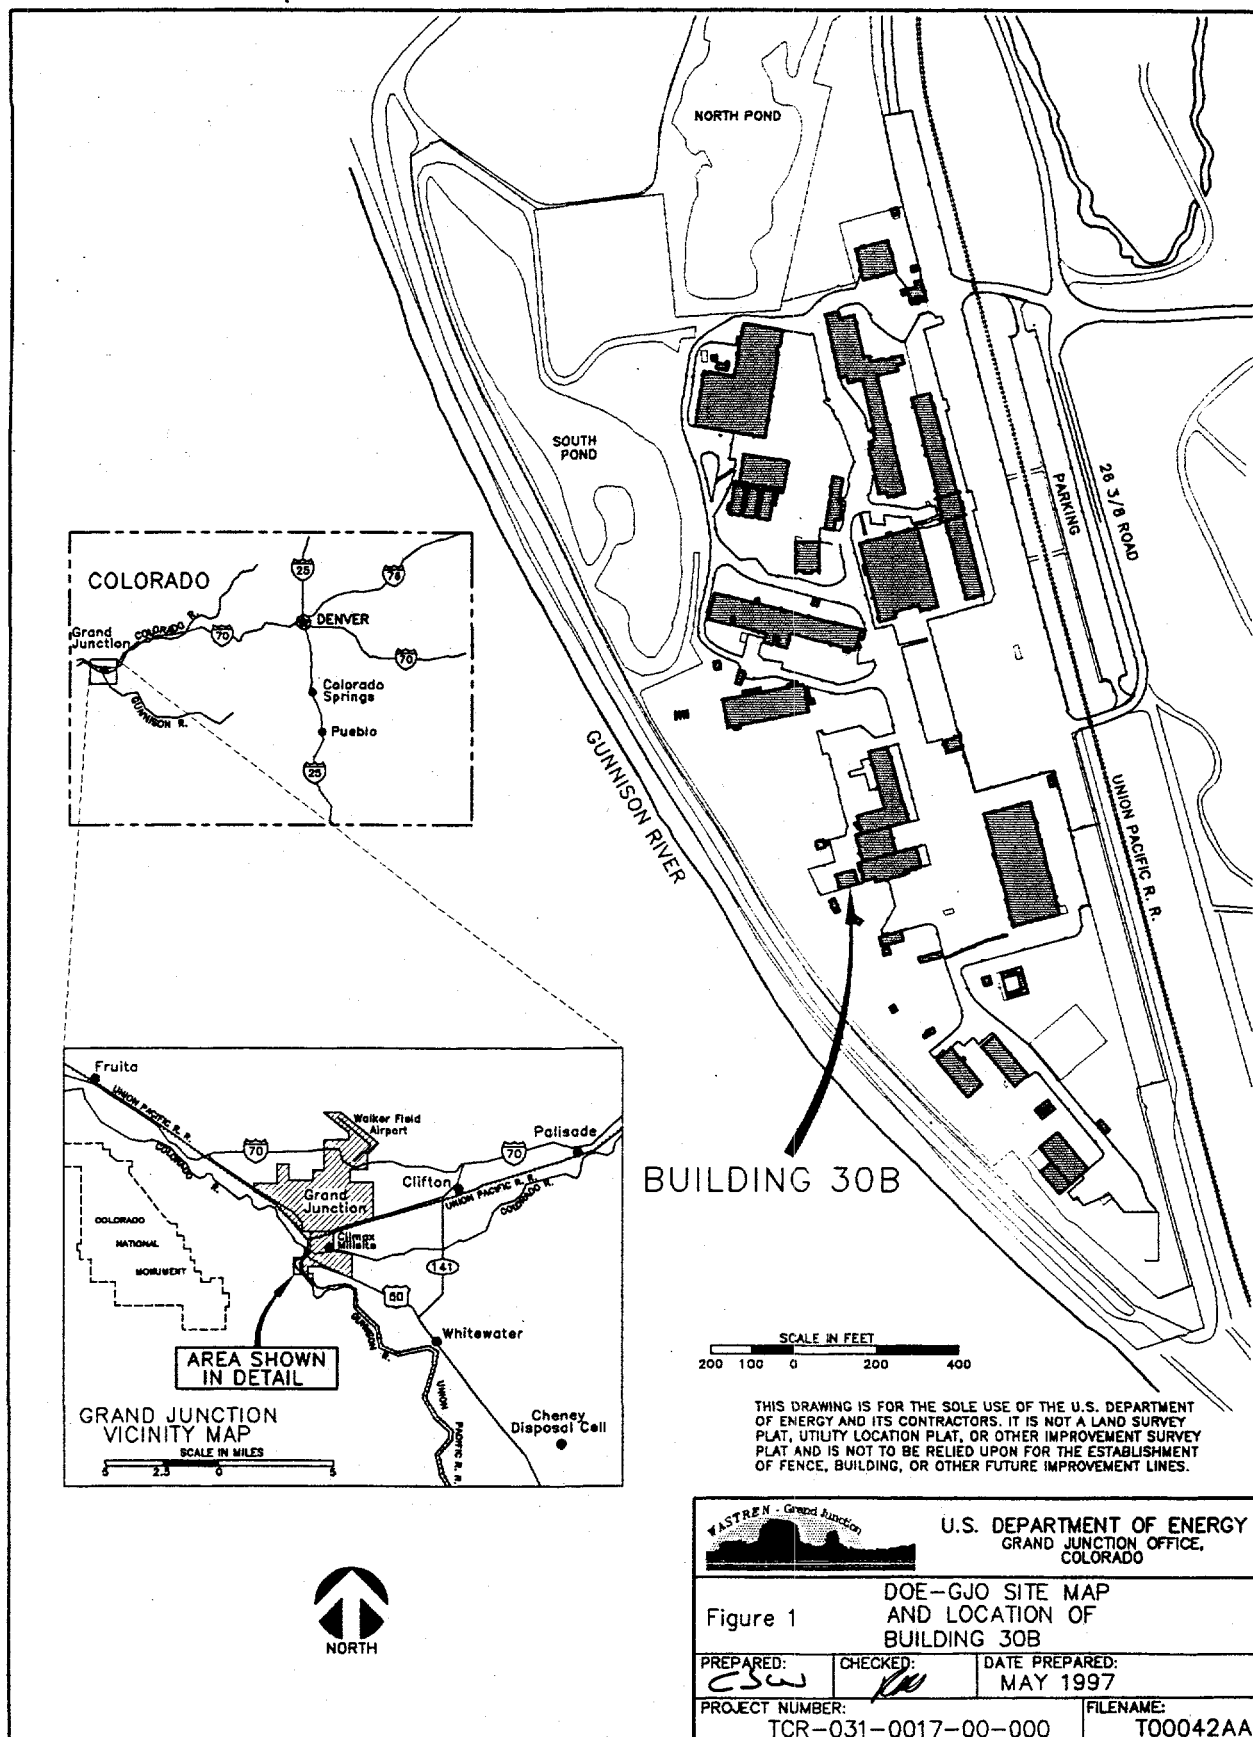 NORTH POND
SOUTH
POND
PARKING
26 3/8 ROAD
COLORADO
25
76
DENVER
Grand
Junction
COLORADO R.
70
70
GUNNISON R.
Colorado
Springs
Pueblo
25
GUNNISON RIVER
UNION PACIFIC R. R.
BUILDING 30B
Fruita
UNION PACIFIC R. R.
COLORADO R.
70
Walker Field
Airport
70
Palisade
Clifton
UNION PACIFIC R. R.
COLORADO R.
Grand
Junction
Climax
Millsite
COLORADO
NATIONAL
MONUMENT
141
50
GUNNISON R.
Whitewater
UNION PACIFIC R. R.
AREA SHOWN
IN DETAIL
Cheney
Disposal Cell
GRAND JUNCTION
VICINITY MAP
SCALE IN MILES
5 2.5 0 5
SCALE IN FEET
200 100 0 200 400
THIS DRAWING IS FOR THE SOLE USE OF THE U.S. DEPARTMENT
OF ENERGY AND ITS CONTRACTORS. IT IS NOT A LAND SURVEY
PLAT, UTILITY LOCATION PLAT, OR OTHER IMPROVEMENT SURVEY
PLAT AND IS NOT TO BE RELIED UPON FOR THE ESTABLISHMENT
OF FENCE, BUILDING, OR OTHER FUTURE IMPROVEMENT LINES.
NORTH
WASTREN - Grand Junction
U.S. DEPARTMENT OF ENERGY
GRAND JUNCTION OFFICE,
COLORADO
Figure 1
DOE-GJO SITE MAP
AND LOCATION OF
BUILDING 30B
PREPARED:
CJW
CHECKED:
DATE PREPARED:
MAY 1997
PROJECT NUMBER:
TCR-031-0017-00-000
FILENAME:
T00042AA